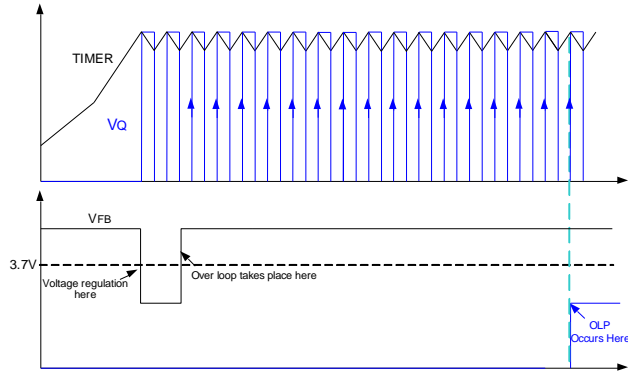 TIMER
VQ
VFB
3.7V
Voltage regulation
here
Over loop takes place here
OLP
Occurs Here